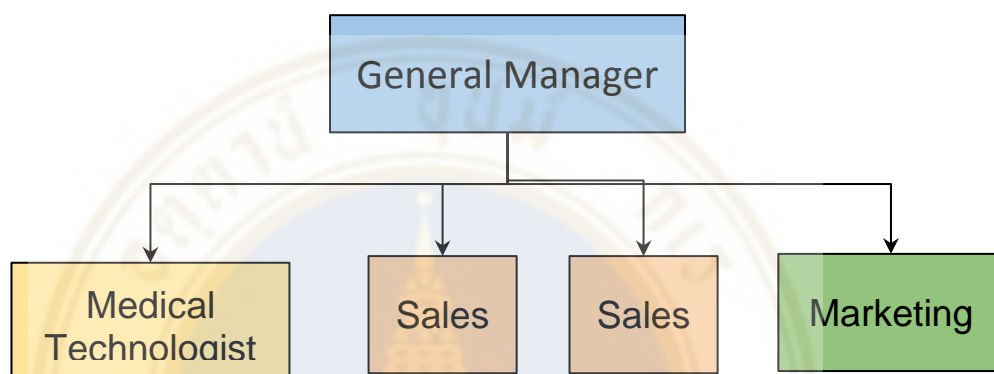 General Manager
Medical
Technologist
Sales
Sales
Marketing